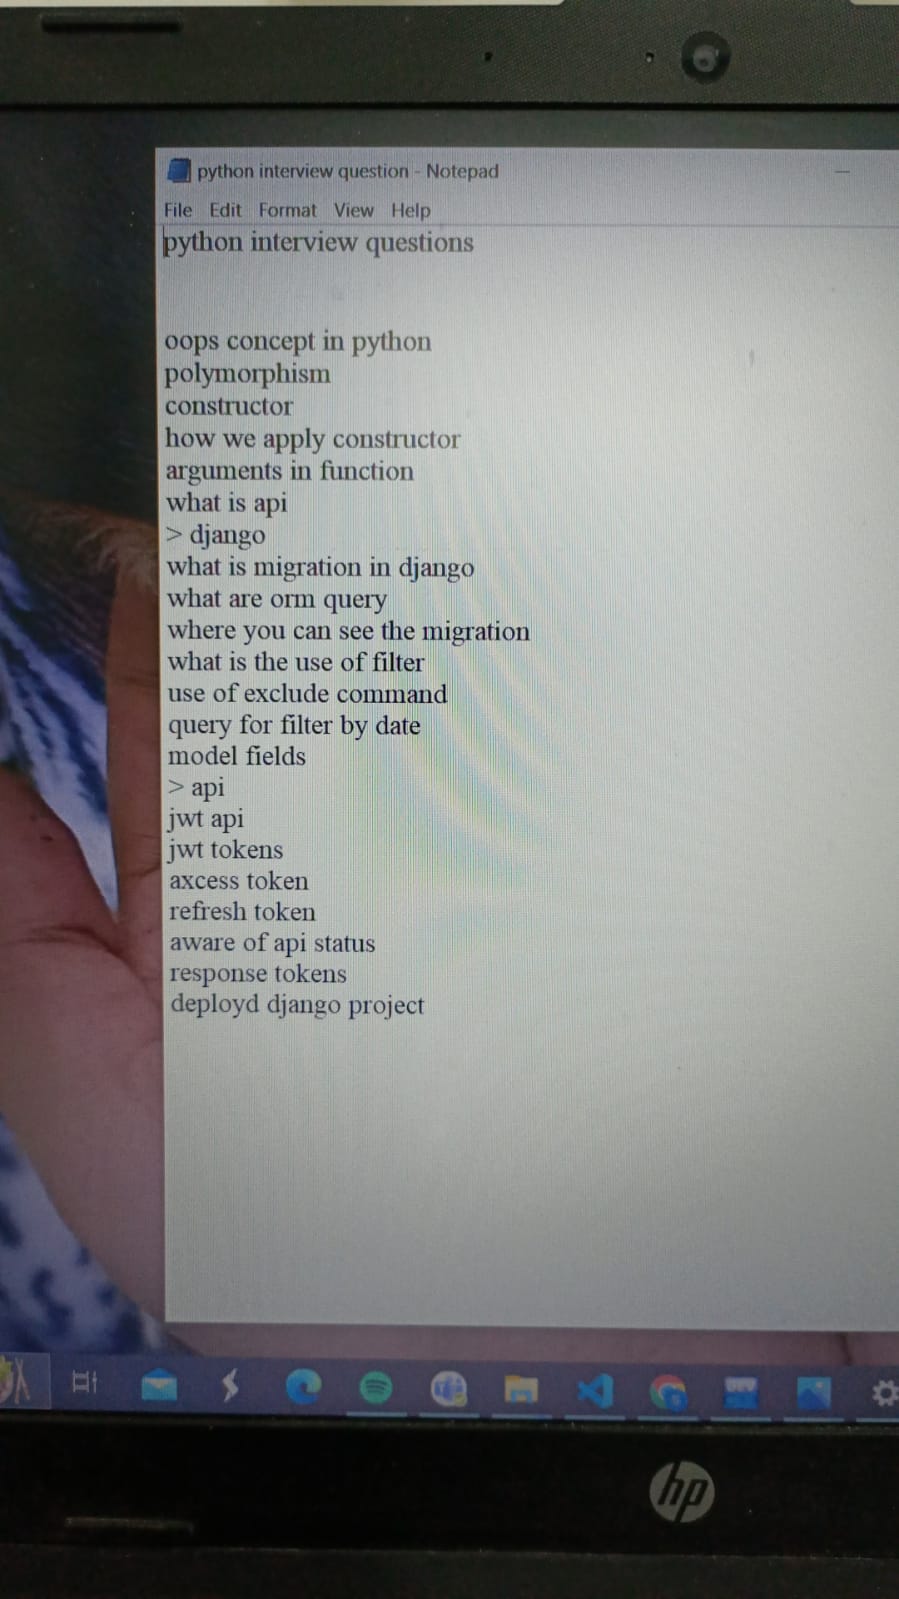 python interview question - Notepad
File Edit Format View Help
python interview questions
oops concept in python
polymorphism
constructor
how we apply constructor
arguments in function
what is api
> django
what is migration in django
what are orm query
where you can see the migration
what is the use of filter
use of exclude command
query for filter by date
model fields
> api
jwt api
jwt tokens
axcess token
refresh token
aware of api status
response tokens
deployd django project
hp